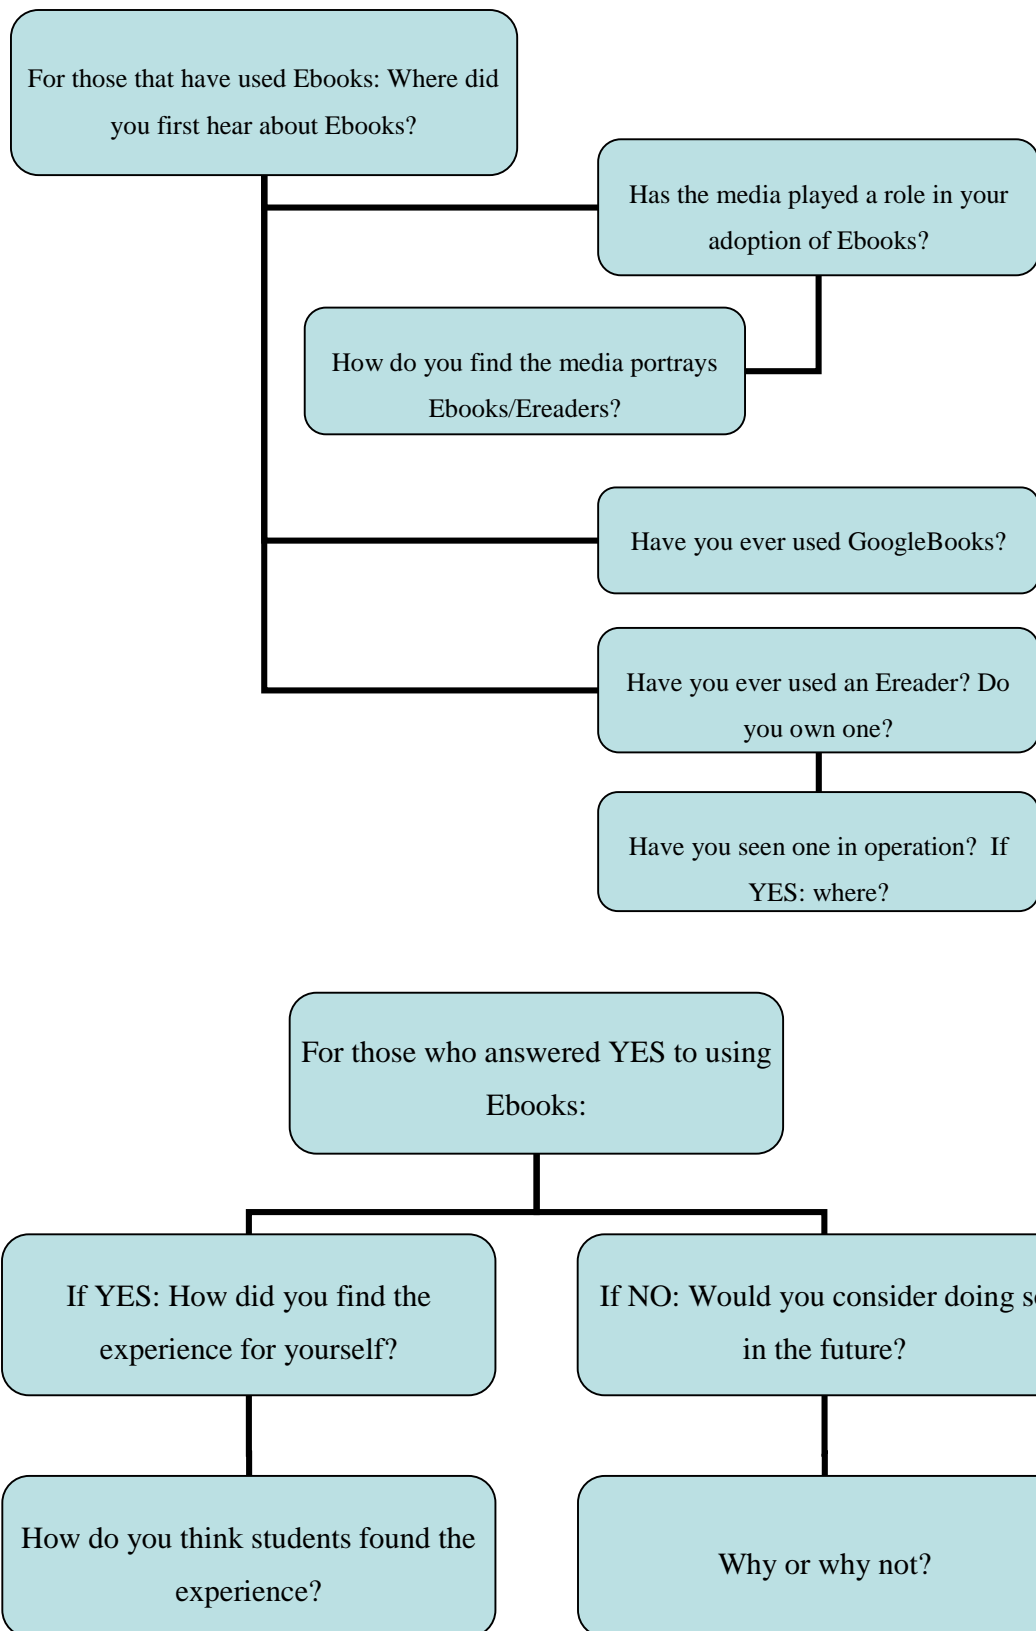 For those that have used Ebooks: Where did
you first hear about Ebooks?
Has the media played a role in your
adoption of Ebooks?
How do you find the media portrays
Ebooks/Ereaders?
Have you ever used GoogleBooks?
Have you ever used an Ereader? Do
you own one?
Have you seen one in operation?  If
YES: where?
For those who answered YES to using
Ebooks:
If YES: How did you find the
experience for yourself?
If NO: Would you consider doing so
in the future?
How do you think students found the
experience?
Why or why not?